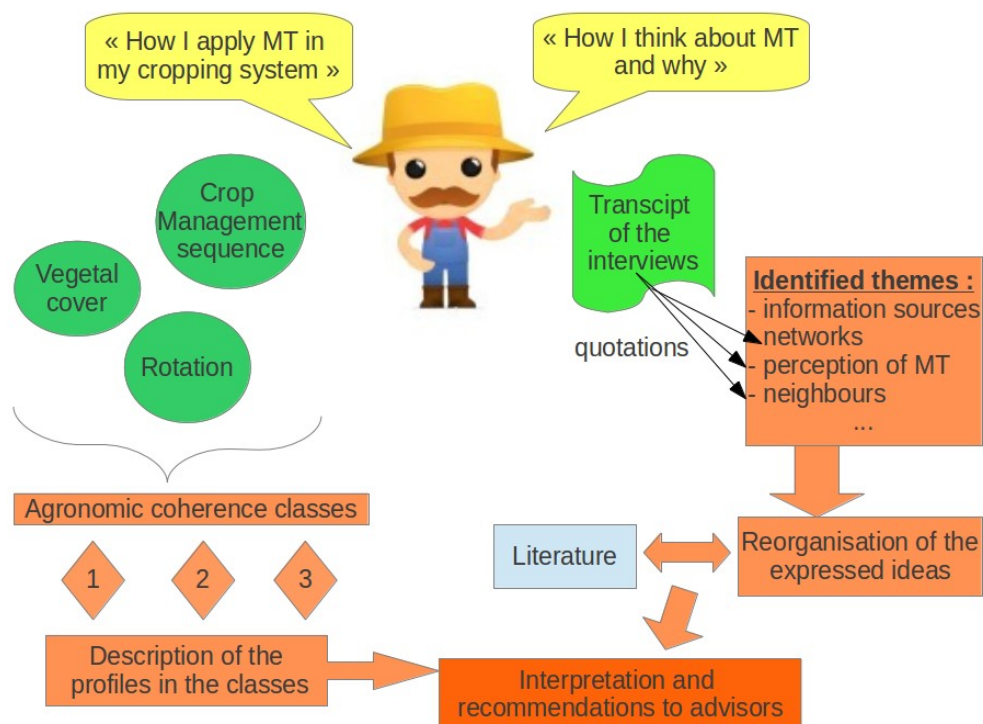 « How I apply MT in
my cropping system »
« How I think about MT
and why »
Crop
Management
sequence
Vegetal
cover
Rotation
Transcipt
of the
interviews
quotations
Identified themes :
- information sources
- networks
- perception of MT
- neighbours
...
Agronomic coherence classes
1
2
3
Literature
Reorganisation of the
expressed ideas
Description of the
profiles in the classes
Interpretation and
recommendations to advisors